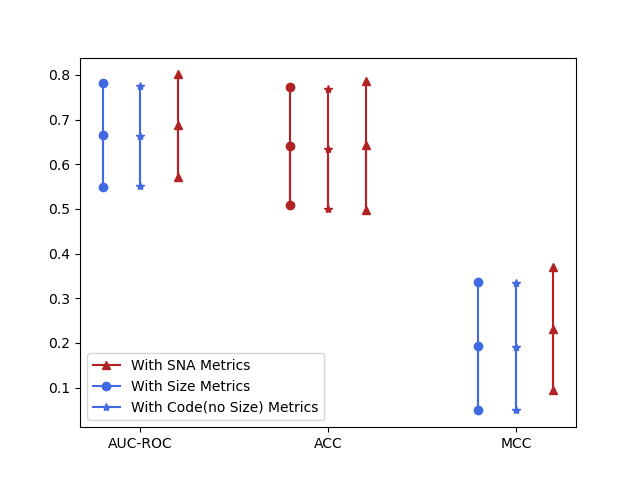 0.8
0.7
0.6
0.5
0.4
0.3
0.2
0.1
With SNA Metrics
With Size Metrics
With Code(no Size) Metrics
AUC-ROC ACC MCC